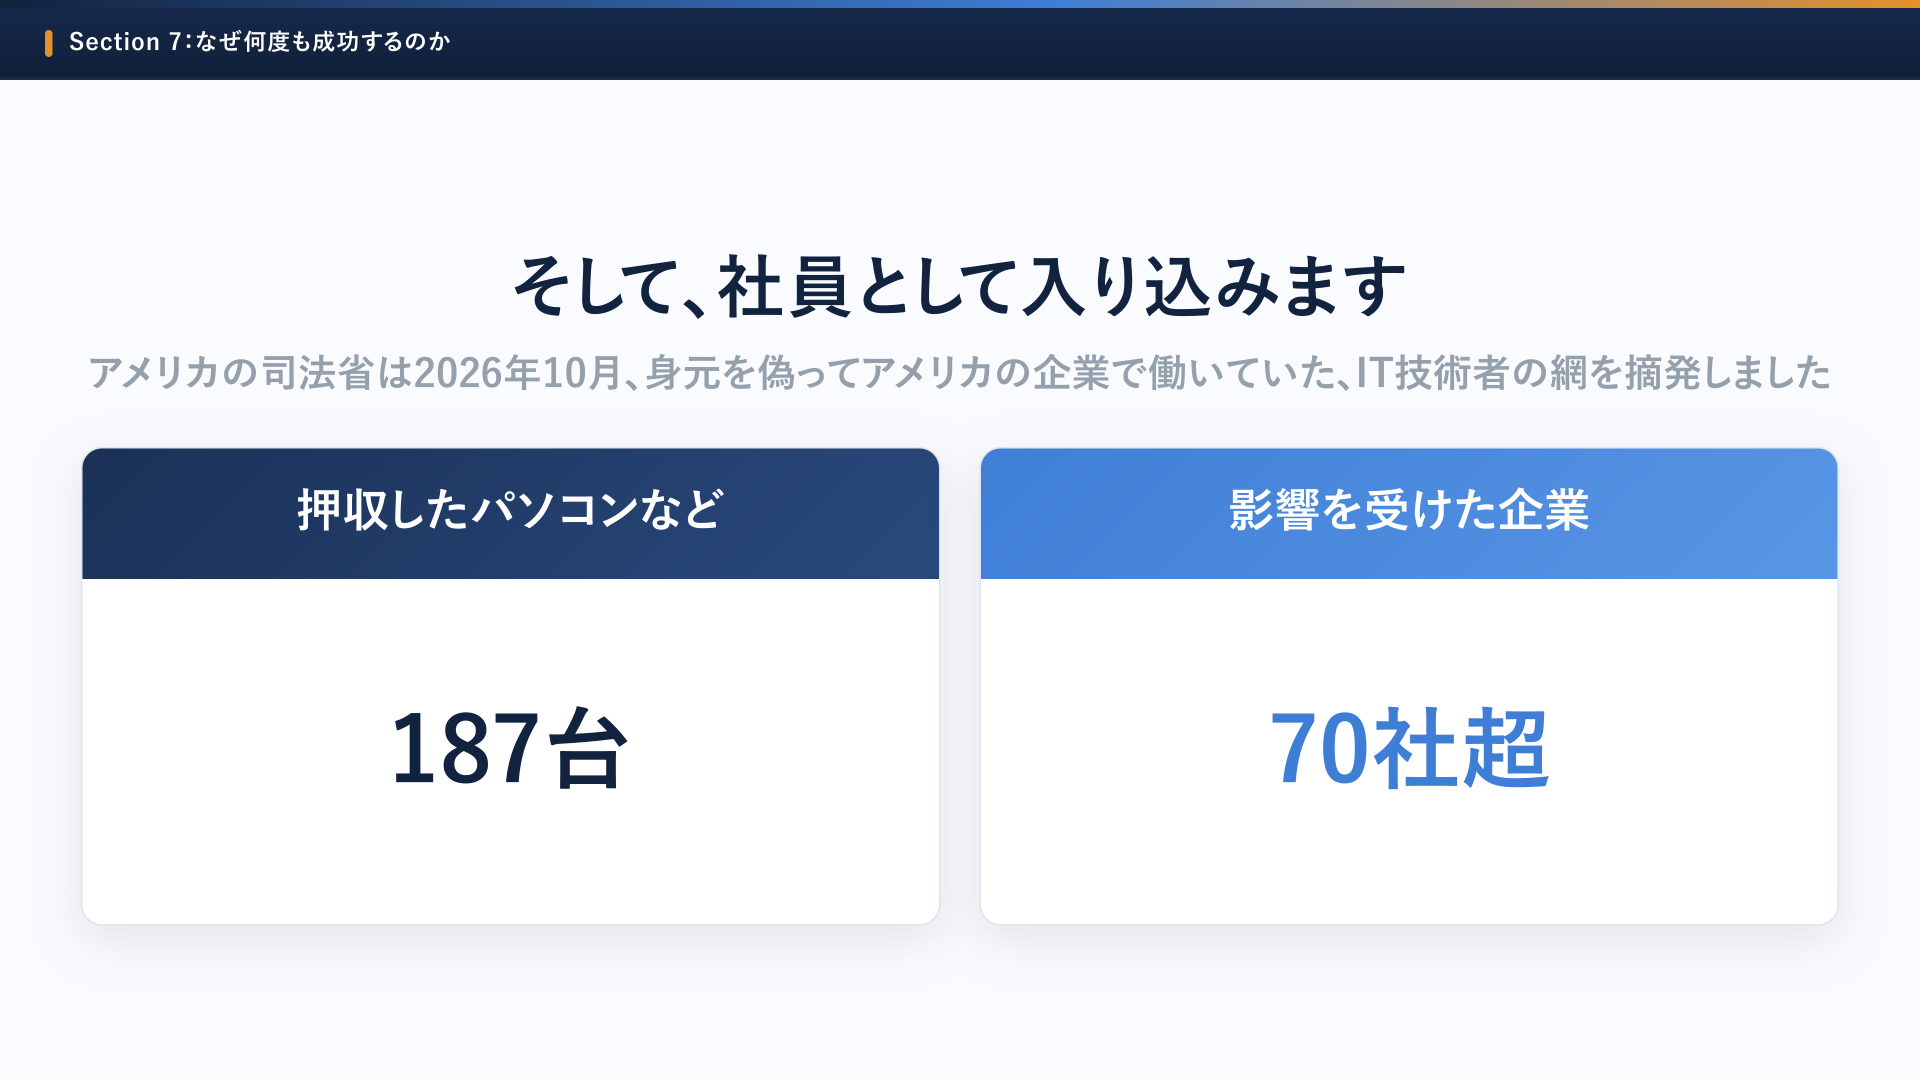 Section 7：なぜ何度も成功するのか
そして、社員として入り込みます
アメリカの司法省は2026年10月、身元を偽ってアメリカの企業で働いていた、IT技術者の網を摘発しました
押収したパソコンなど
187台
影響を受けた企業
70社超